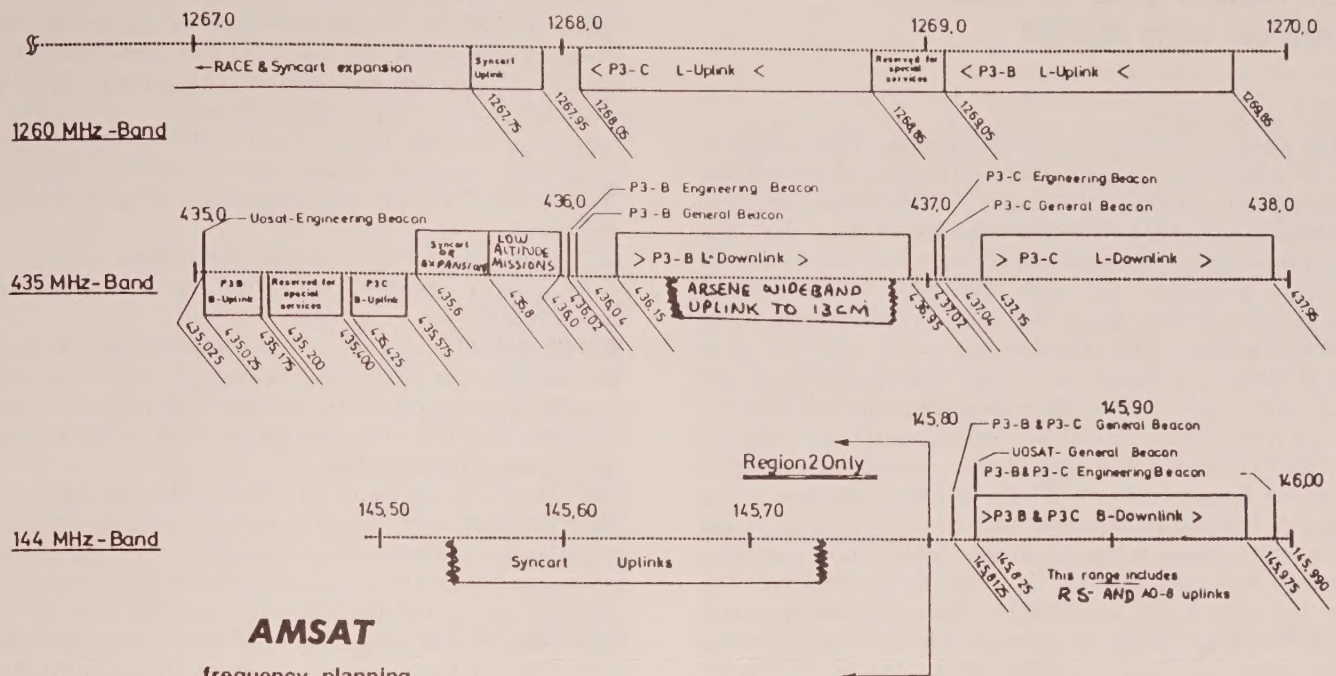 1267,0
1268,0
1269,0
1270,0
←RACE & Syncart expansion
Syncart
Uplink
< P3-C L-Uplink <
Reserved for
special
services
< P3-B L-Uplink <
1260 MHz-Band
1267,75
1267,95
1268,05
1268,86
1269,05
1269,85
P3-C Engineering Beacon
P3-B Engineering Beacon
P3-C General Beacon
P3-B General Beacon
435,0
Uosat-Engineering Beacon
436,0
437,0
438,0
Syncart
OR
EXPANSION
LOW
ALTITUDE
MISSIONS
> P3-B L-Downlink >
> P3-C L-Downlink >
435 MHz-Band
P3B
B-Uplink
Reserved for
special
services
P3C
B-Uplink
ARSENE WIDEBAND
UPLINK TO 13CM
435,025
435,025
435,175
435,200
435,400
435,425
435,575
435,6
435,8
436,0
436,02
436,04
436,15
436,95
437,02
437,04
437,15
437,95
145,80
145,90
P3-B & P3-C General Beacon
UOSAT- General Beacon
P3-B&P3-C Engineering Beacon
146,00
Region 2 Only
145,50
145,60
145,70
>P3B & P3C B-Downlink >
144 MHz-Band
Syncart Uplinks
145,8125
145,825
145,975
145,990
This range includes
RS- AND AO-8 uplinks
AMSAT
frequency planning